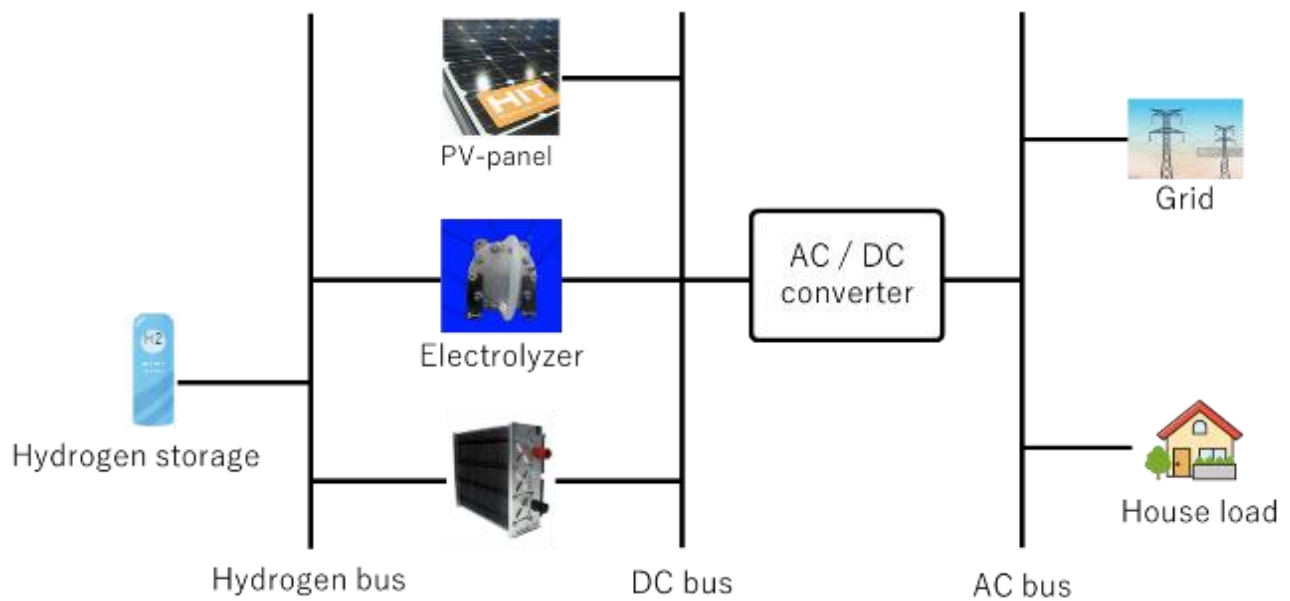 HIT
PV-panel
Grid
AC / DC
converter
Electrolyzer
H2
Hydrogen storage
House load
Hydrogen bus
DC bus
AC bus